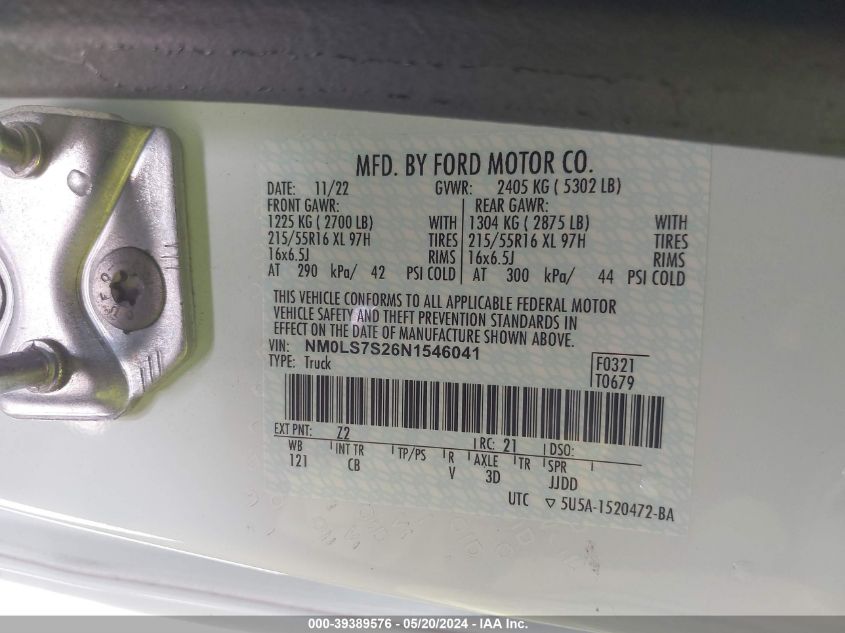 MFD. BY FORD MOTOR CO.
DATE: 11/22 GVWR: 2405 KG ( 5302 LB)
FRONT GAWR: REAR GAWR:
1225 KG ( 2700 LB) WITH 1304 KG ( 2875 LB) WITH
215/55R16 XL 97H TIRES 215/55R16 XL 97H TIRES
16x6.5J RIMS 16x6.5J RIMS
AT 290 kPa/ 42 PSI COLD AT 300 kPa/ 44 PSI COLD
THIS VEHICLE CONFORMS TO ALL APPLICABLE FEDERAL MOTOR
VEHICLE SAFETY AND THEFT PREVENTION STANDARDS IN
EFFECT ON THE DATE OF MANUFACTURE SHOWN ABOVE.
VIN: NM0LS7S26N1546041
TYPE: Truck
F0321
T0679
EXT PNT: Z2 RC: 21 DSO:
WB INT TR TP/PS R AXLE TR SPR
121 CB V 3D JJDD
UTC ▽ 5U5A-1520472-BA
000-39389576 - 05/20/2024 - IAA Inc.